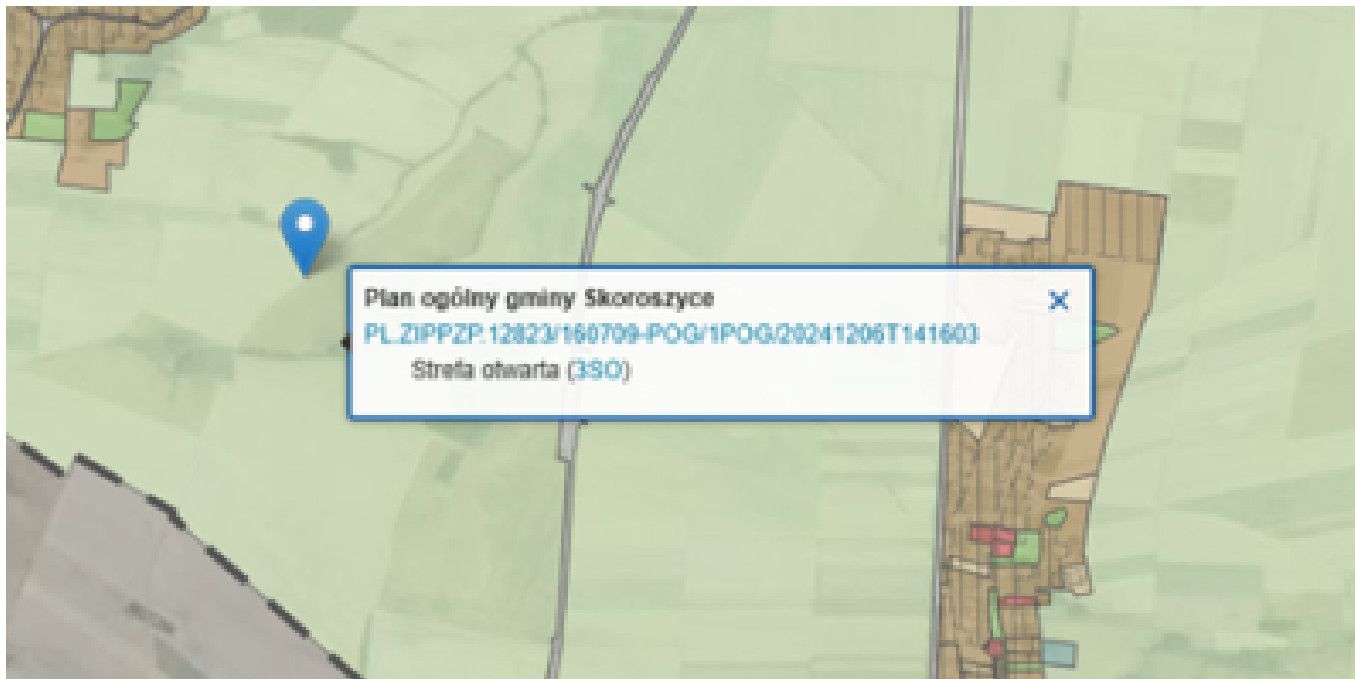 Plan ogólny gminy Skoroszyce
PL.ZIPPZP.12823/160709-POG/1POG/20241206T141603
Strefa otwarta (3SO)